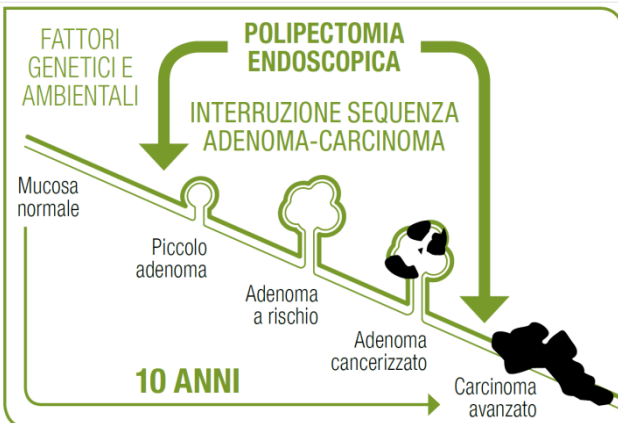 FATTORI
GENETICI E
AMBIENTALI
POLIPECTOMIA
ENDOSCOPICA
INTERRUZIONE SEQUENZA
ADENOMA-CARCINOMA
Mucosa
normale
Piccolo
adenoma
Adenoma
a rischio
Adenoma
cancerizzato
Carcinoma
avanzato
10 ANNI